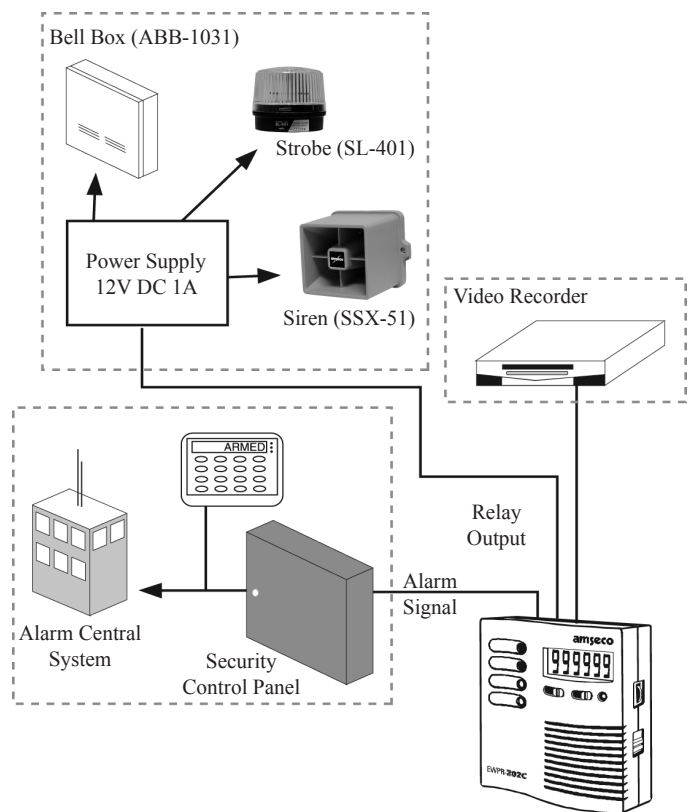 Bell Box (ABB-1031)
Strobe (SL-401)
Power Supply
12V DC 1A
Siren (SSX-51)
Video Recorder
ARMED
Relay
Output
Alarm
Signal
Alarm Central
System
Security
Control Panel
amseco
999999
EWPR-202C